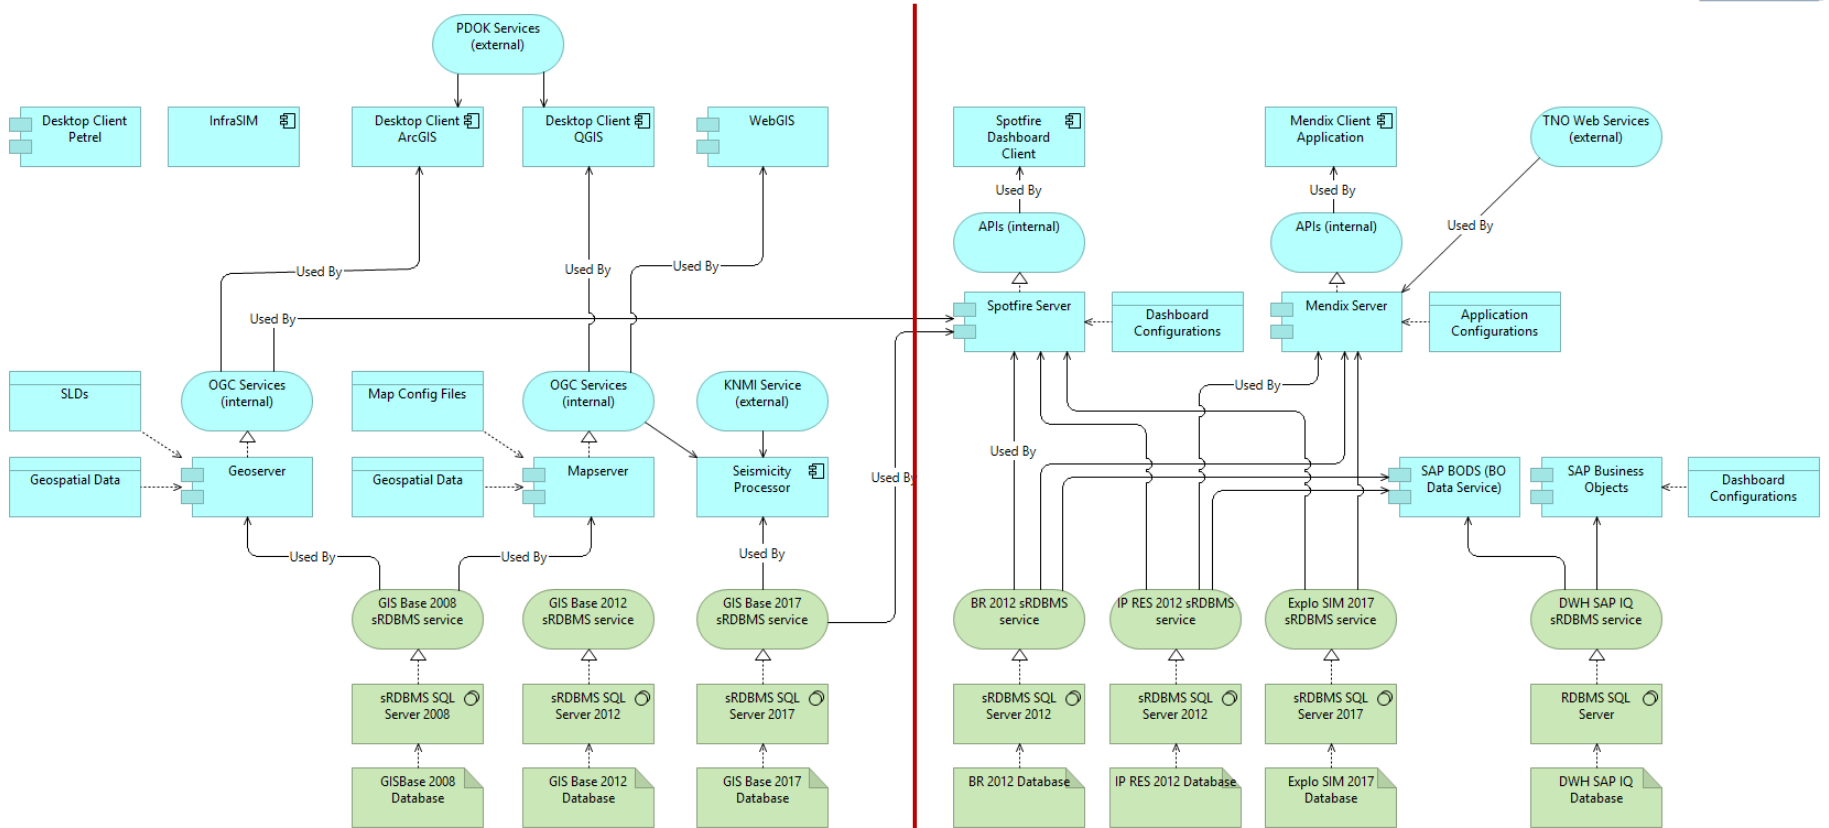 PDOK Services
(external)
Desktop Client
Petrel
InfraSIM
Desktop Client
ArcGIS
Desktop Client
QGIS
WebGIS
Spotfire
Dashboard
Client
Mendix Client
Application
TNO Web Services
(external)
Used By
Used By
Used By
APIs (internal)
APIs (internal)
Used By
Used By
Used By
Used By
Spotfire Server
Dashboard
Configurations
Mendix Server
Application
Configurations
SLDs
OGC Services
(internal)
Map Config Files
OGC Services
(internal)
KNMI Service
(external)
Used By
Used By
Geospatial Data
Geoserver
Geospatial Data
Mapserver
Seismicity
Processor
Used By
SAP BODS (BO
Data Service)
SAP Business
Objects
Dashboard
Configurations
Used By
Used By
Used By
GIS Base 2008
sRDBMS service
GIS Base 2012
sRDBMS service
GIS Base 2017
sRDBMS service
BR 2012 sRDBMS
service
IP RES 2012 sRDBMS
service
Explo SIM 2017
sRDBMS service
DWH SAP IQ
sRDBMS service
sRDBMS SQL
Server 2008
sRDBMS SQL
Server 2012
sRDBMS SQL
Server 2017
sRDBMS SQL
Server 2012
sRDBMS SQL
Server 2012
sRDBMS SQL
Server 2017
RDBMS SQL
Server
GISBase 2008
Database
GIS Base 2012
Database
GIS Base 2017
Database
BR 2012 Database
IP RES 2012 Database
Explo SIM 2017
Database
DWH SAP IQ
Database